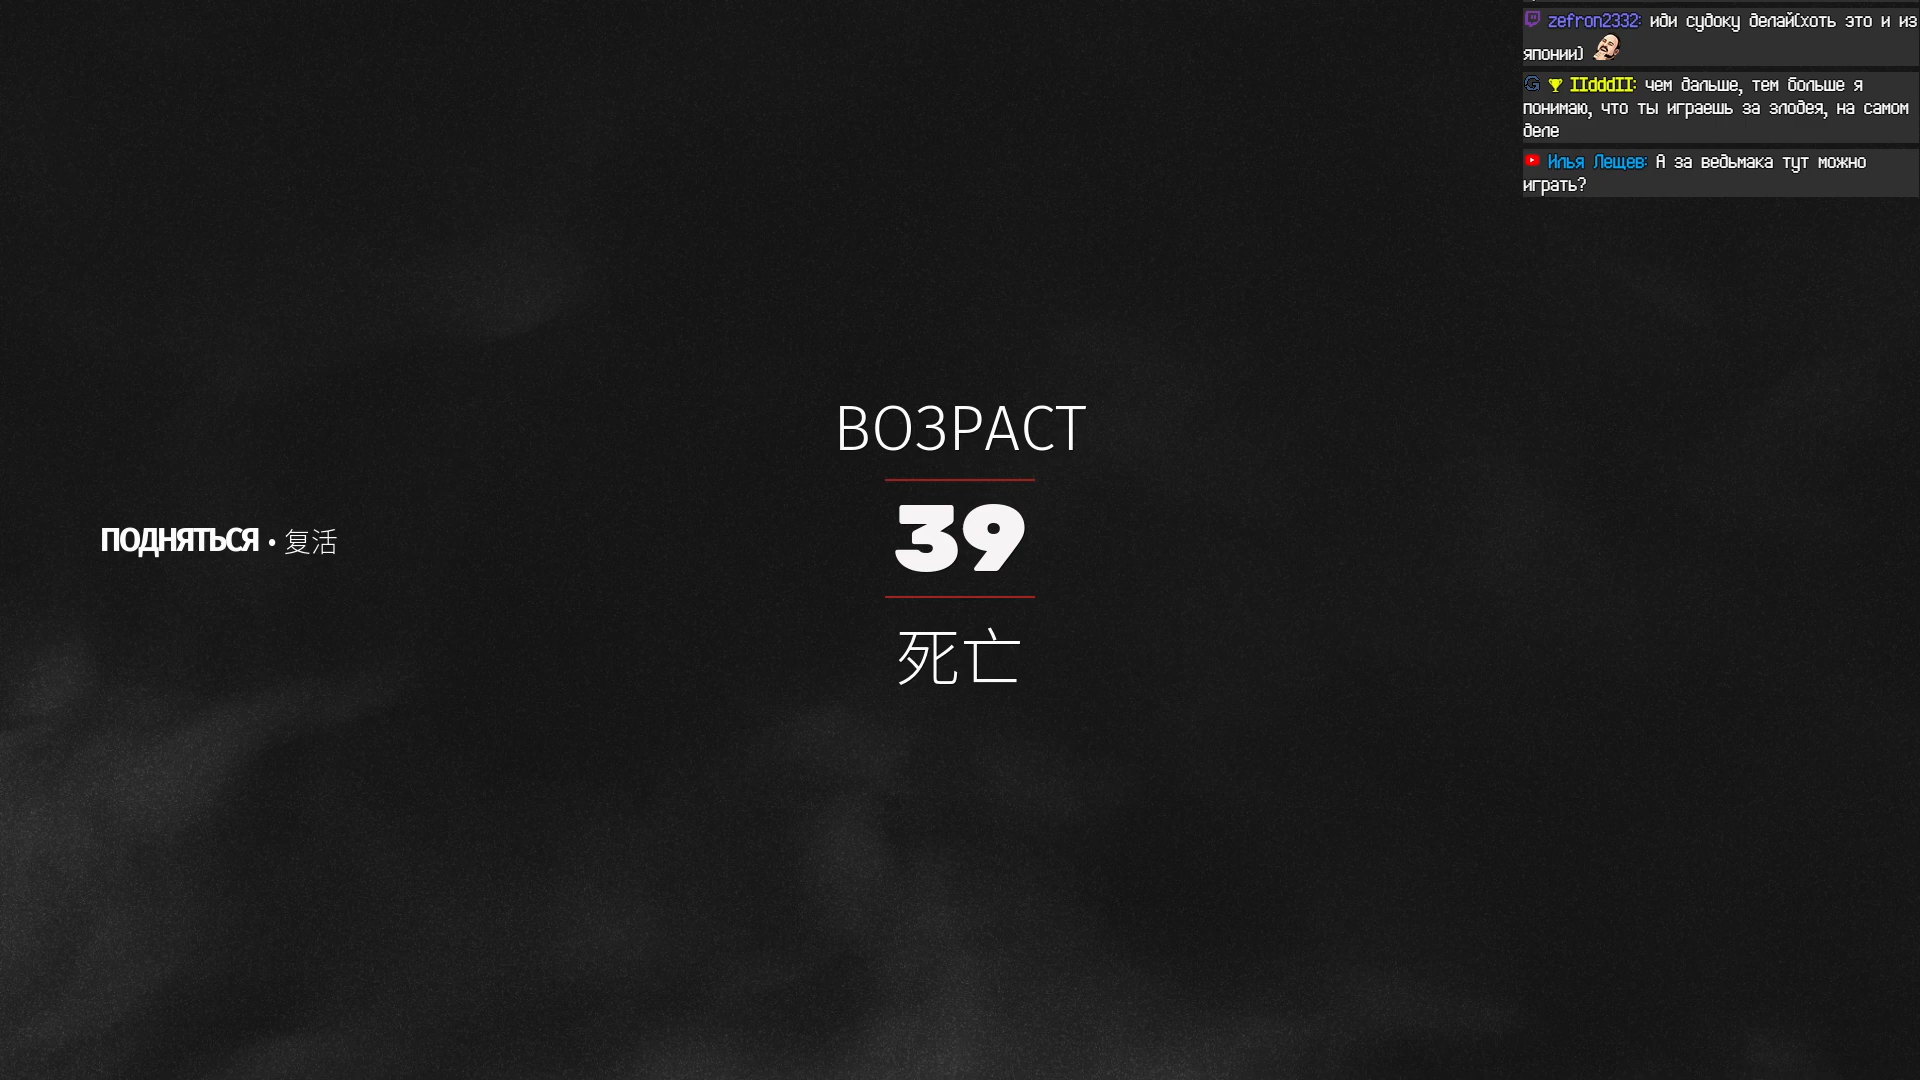 zefron2332: иди судоку делай(хоть это и из
японии)
IIdddII: чем дальше, тем больше я
понимаю, что ты играешь за злодея, на самом
деле
Илья Лещев: А за ведьмака тут можно
играть?
ВОЗРАСТ
39
死亡
ПОДНЯТЬСЯ • 复活